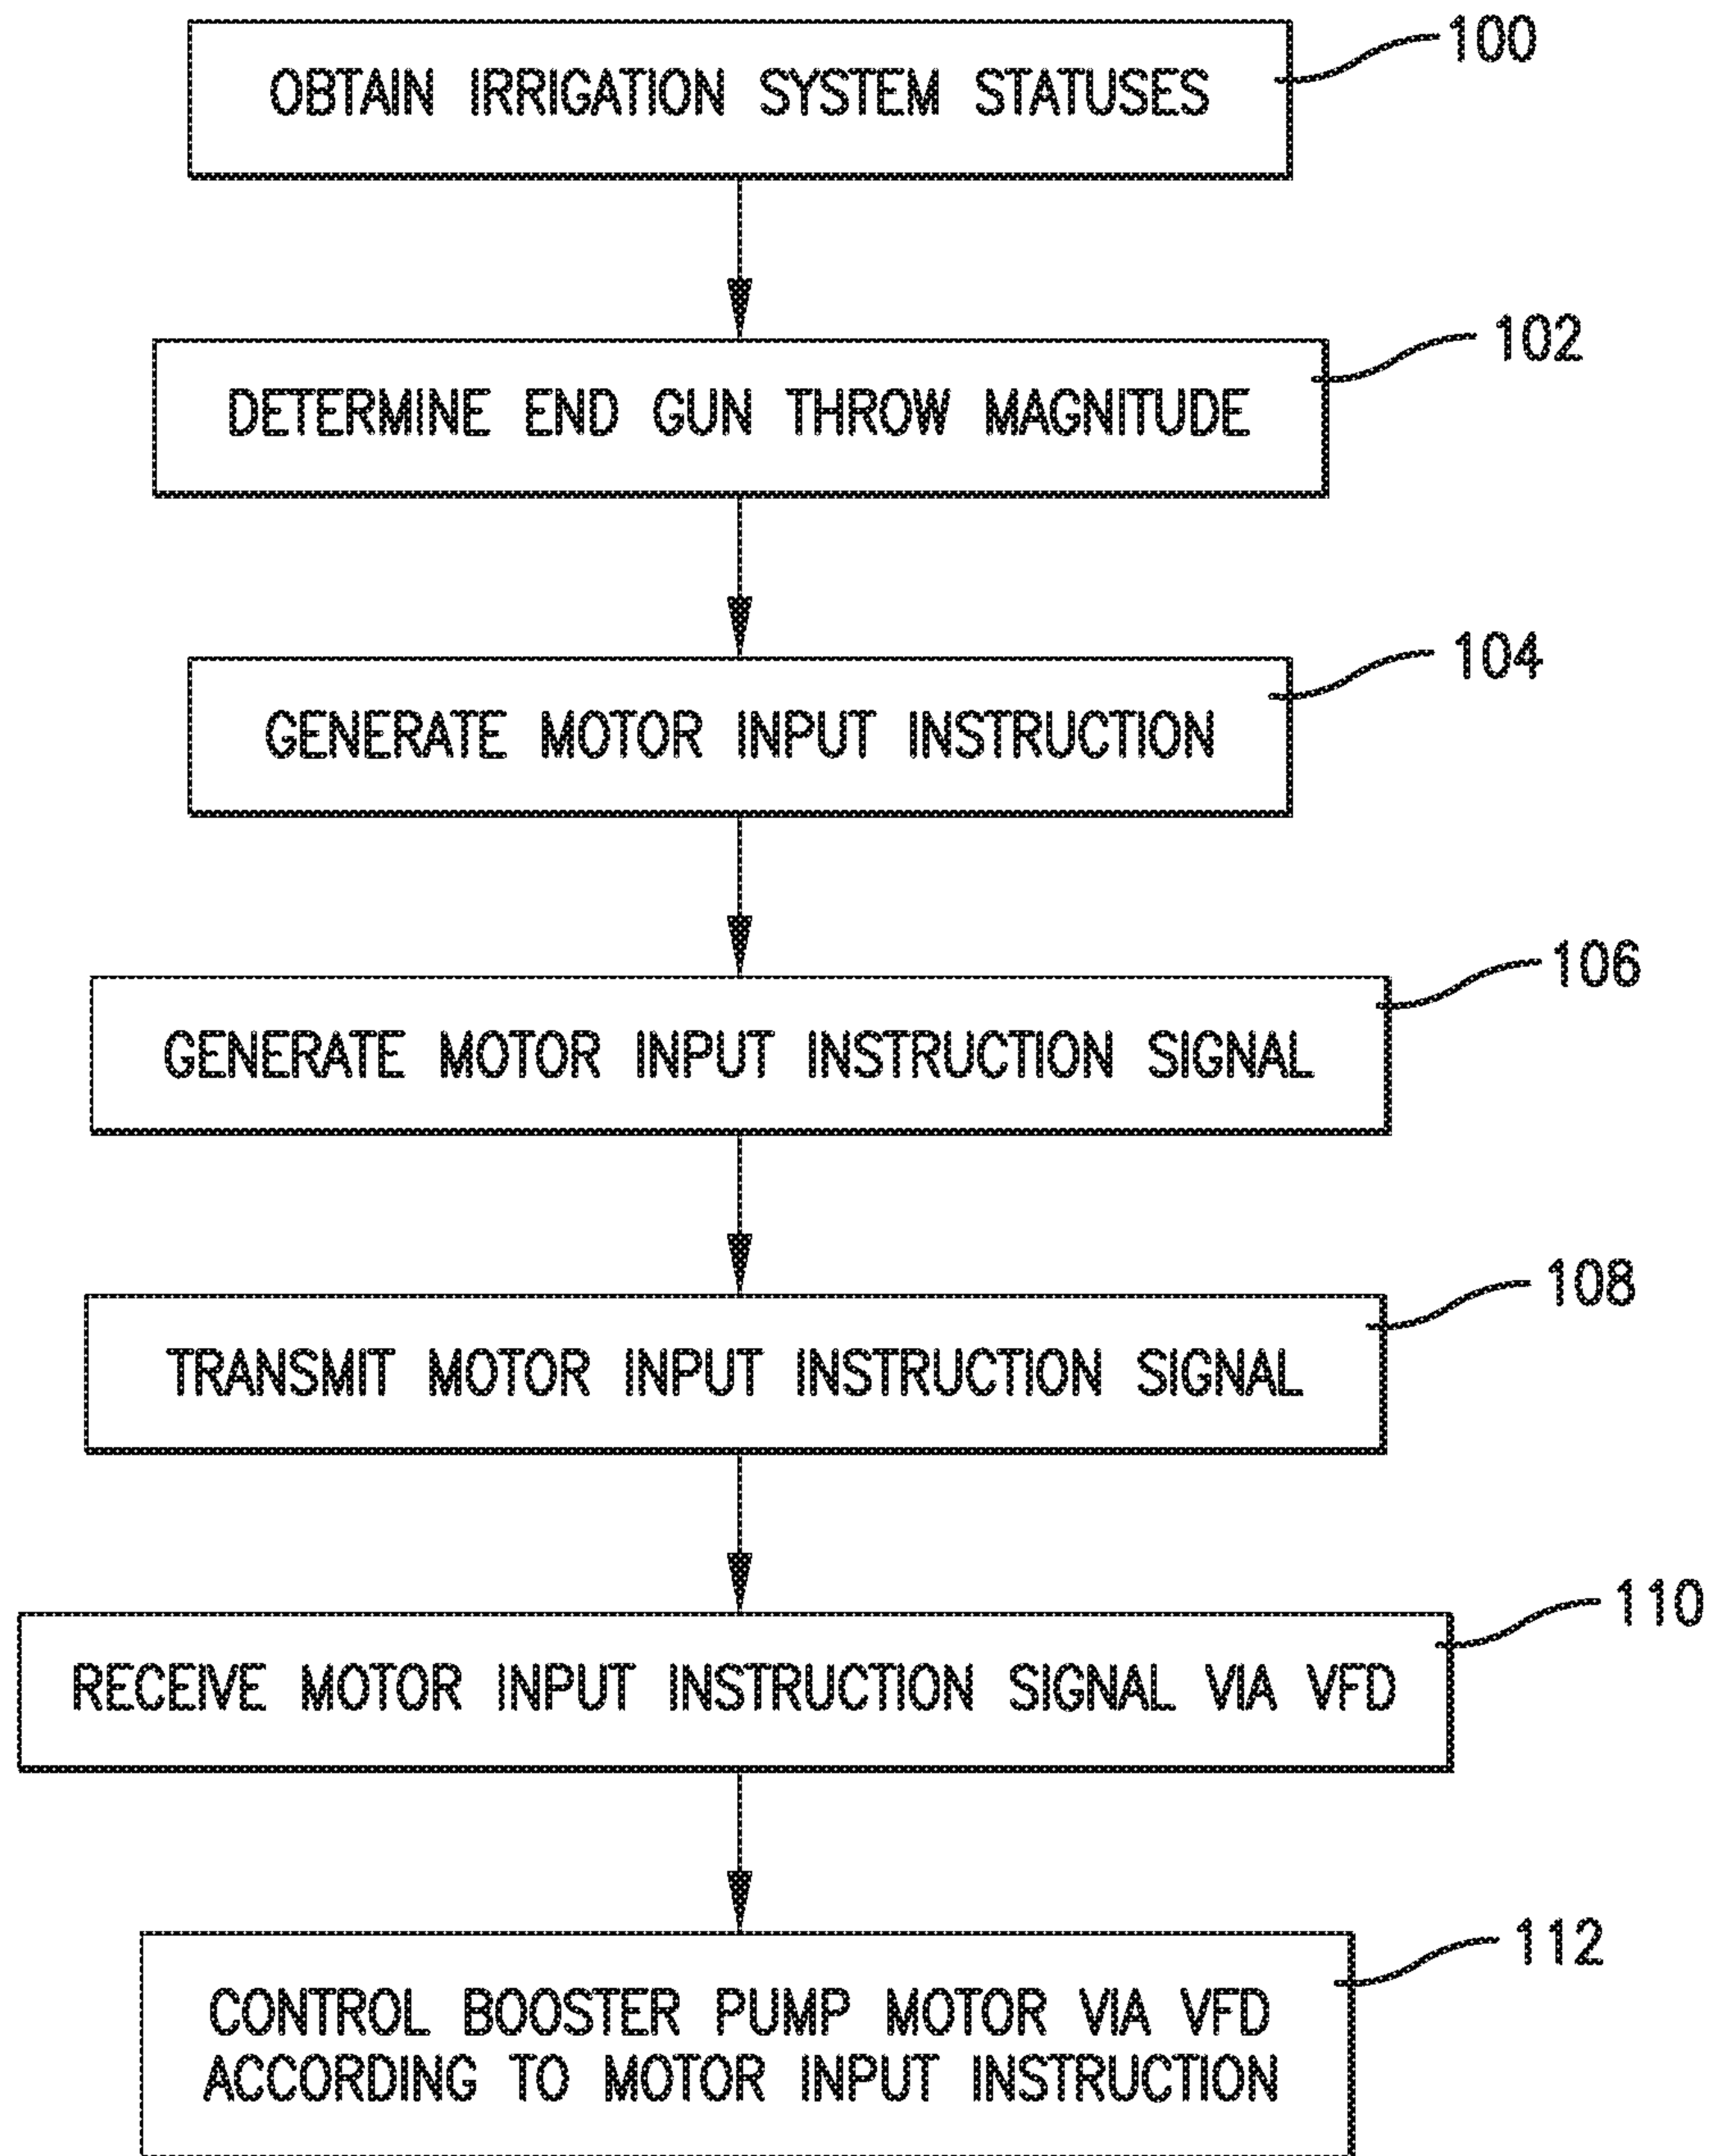 100
OBTAIN IRRIGATION SYSTEM STATUSES
102
DETERMINE END GUN THROW MAGNITUDE
104
GENERATE MOTOR INPUT INSTRUCTION
106
GENERATE MOTOR INPUT INSTRUCTION SIGNAL
108
TRANSMIT MOTOR INPUT INSTRUCTION SIGNAL
110
RECEIVE MOTOR INPUT INSTRUCTION SIGNAL VIA VFD
112
CONTROL BOOSTER PUMP MOTOR VIA VFD
ACCORDING TO MOTOR INPUT INSTRUCTION